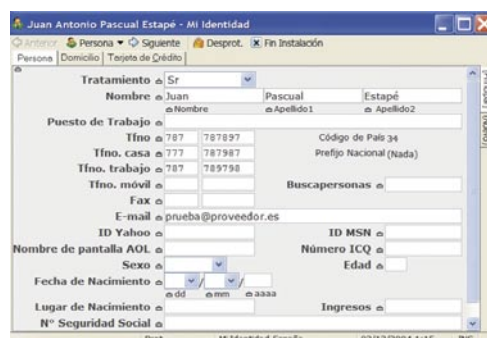 Juan Antonio Pascual Estapé - Mi Identidad
Anterior Persona Siguiente Desprot. Fin Instalación
Persona Domicilio Tarjeta de Crédito
Tratamiento Sr
Nombre Juan Pascual Estapé
Nombre Apellido1 Apellido2
Puesto de Trabajo
Tfno 787 787897 Código de País 34
Tfno. casa 777 787987 Prefijo Nacional (Nada)
Tfno. trabajo 787 789798
Tfno. móvil Buscapersonas
Fax
E-mail prueba@proveedor.es
ID Yahoo ID MSN
Nombre de pantalla AOL Número ICQ
Sexo Edad
Fecha de Nacimiento / /
dd mm aaaa
Lugar de Nacimiento Ingresos
Nº Seguridad Social